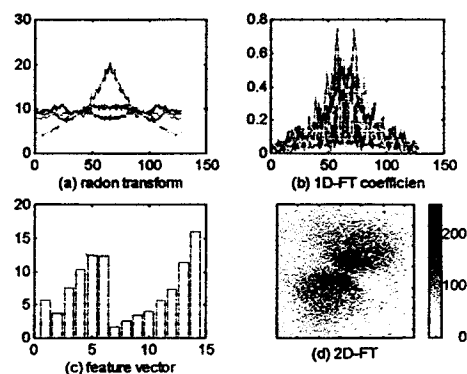 30
20
10
0
0 50 100 150
(a) radon transform
0.8
0.6
0.4
0.2
0
0 50 100 150
(b) 1D-FT coefficien
20
15
10
5
0
0 5 10 15
(c) feature vector
200
100
0
(d) 2D-FT